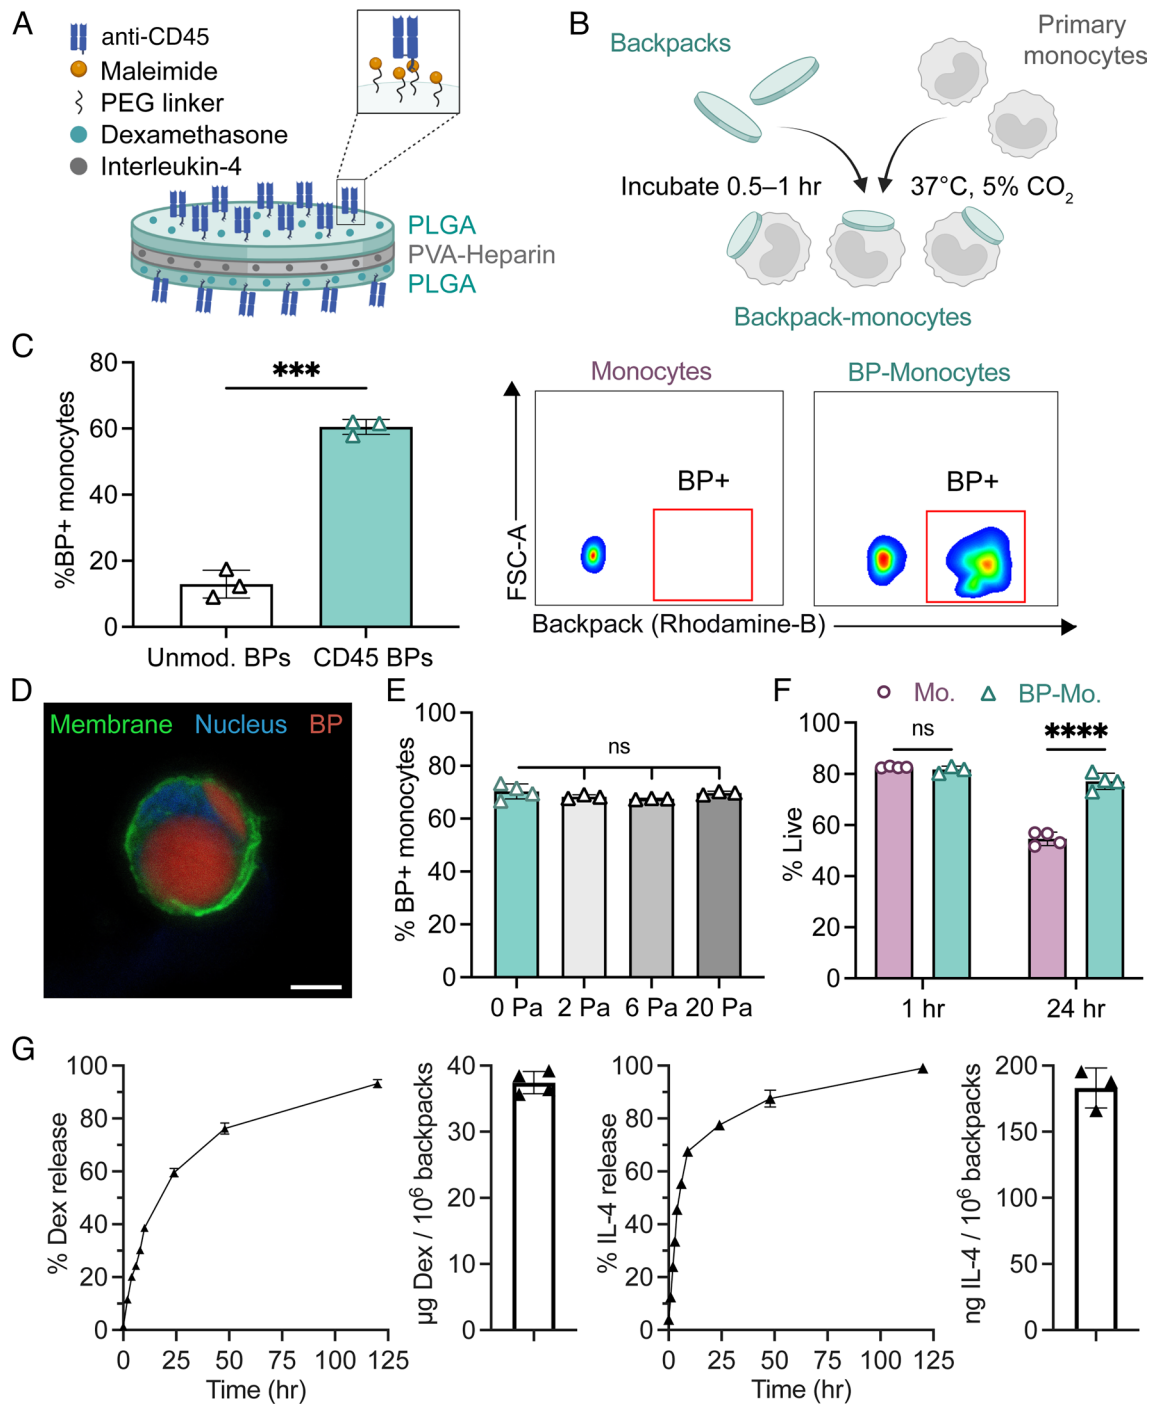 A
anti-CD45
Maleimide
PEG linker
Dexamethasone
Interleukin-4
PLGA
PVA-Heparin
PLGA
B
Backpacks
Primary
monocytes
Incubate 0.5–1 hr
37°C, 5% CO2
Backpack-monocytes
C
%BP+ monocytes
80
60
40
20
0
***
Unmod. BPs
CD45 BPs
Monocytes
BP-Monocytes
BP+
BP+
FSC-A
Backpack (Rhodamine-B)
D
Membrane Nucleus BP
E
% BP+ monocytes
100
80
60
40
20
0
ns
0 Pa 2 Pa 6 Pa 20 Pa
F
Mo. BP-Mo.
% Live
100
80
60
40
20
0
ns
****
1 hr 24 hr
G
% Dex release
100
80
60
40
20
0
0 25 50 75 100 125
Time (hr)
µg Dex / 10⁶ backpacks
40
30
20
10
0
% IL-4 release
100
80
60
40
20
0
0 25 50 75 100 125
Time (hr)
ng IL-4 / 10⁶ backpacks
200
150
100
50
0